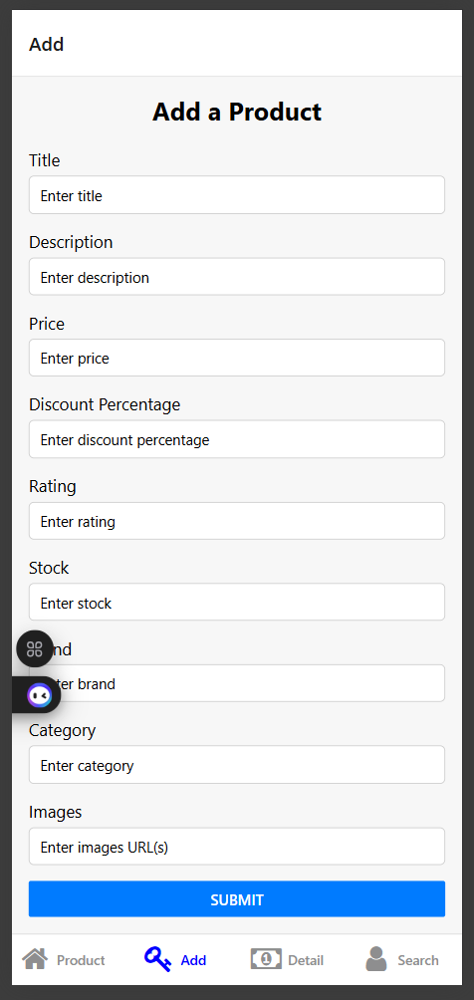 Add
Add a Product
Title
Enter title
Description
Enter description
Price
Enter price
Discount Percentage
Enter discount percentage
Rating
Enter rating
Stock
Enter stock
nd
ter brand
Category
Enter category
Images
Enter images URL(s)
SUBMIT
Product Add Detail Search